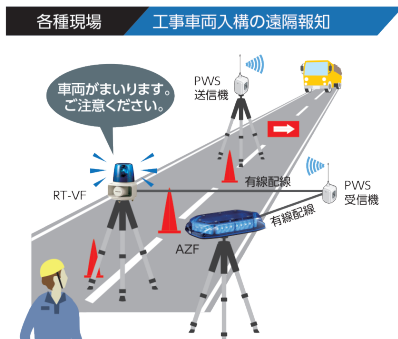 各種現場
工事車両入構の遠隔報知
車両がまいります。
ご注意ください。
PWS
送信機
RT-VF
有線配線
PWS
受信機
有線配線
AZF